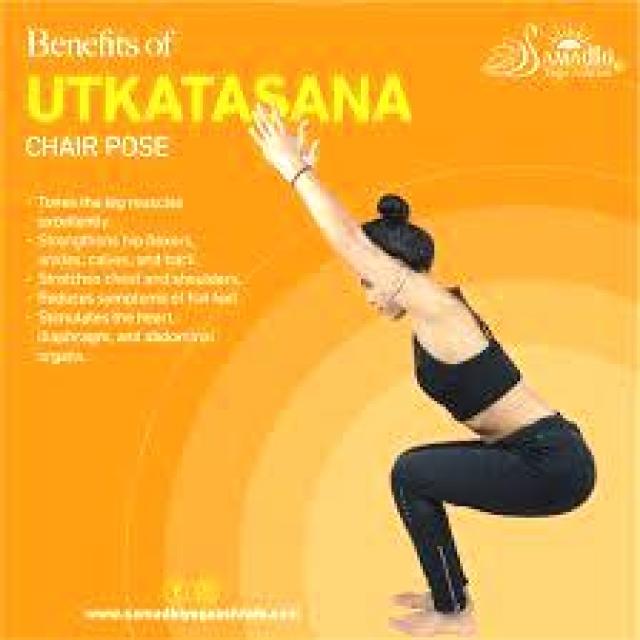 Benefits of
UTKATASANA
CHAIR POSE
Samadhi
- Tones the leg muscles
excellently.
- Strengthens hip flexors,
ankles, calves, and back.
- Stretches chest and shoulders.
- Reduces symptoms of flat feet
- Stimulates the heart,
diaphragm, and abdominal
organs.